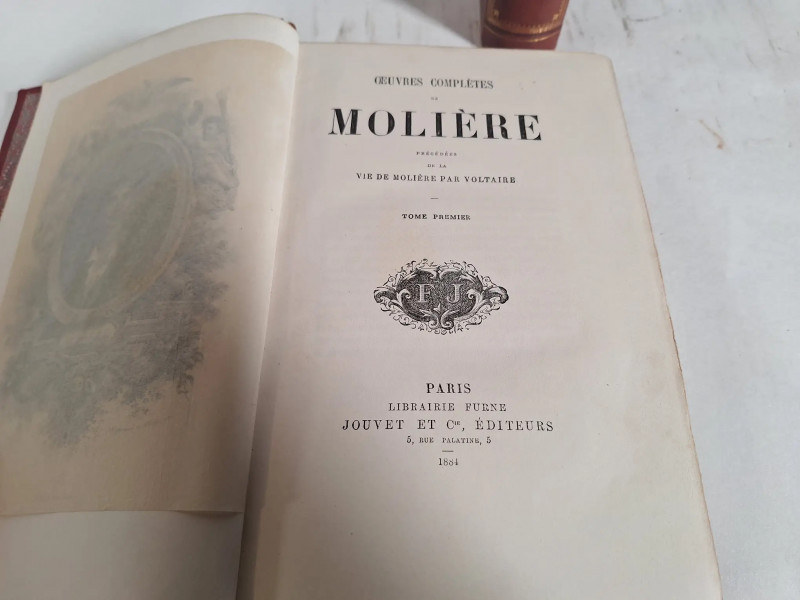 ŒUVRES COMPLÈTES
DE
MOLIÈRE
PRÉCÉDÉES
DE LA
VIE DE MOLIÈRE PAR VOLTAIRE
TOME PREMIER
F J
PARIS
LIBRAIRIE FURNE
JOUVET ET Cie, ÉDITEURS
5, RUE PALATINE, 5
1884